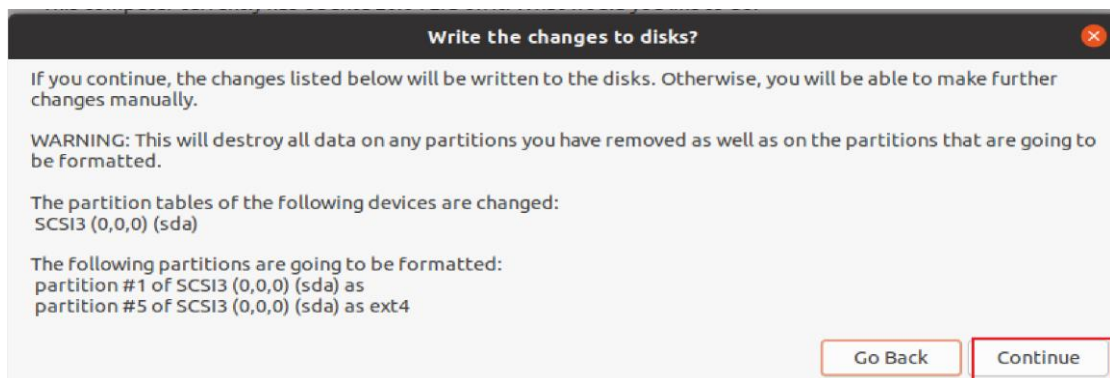 Write the changes to disks?
If you continue, the changes listed below will be written to the disks. Otherwise, you will be able to make further
changes manually.
WARNING: This will destroy all data on any partitions you have removed as well as on the partitions that are going to
be formatted.
The partition tables of the following devices are changed:
SCSI3 (0,0,0) (sda)
The following partitions are going to be formatted:
partition #1 of SCSI3 (0,0,0) (sda) as
partition #5 of SCSI3 (0,0,0) (sda) as ext4
Go Back Continue